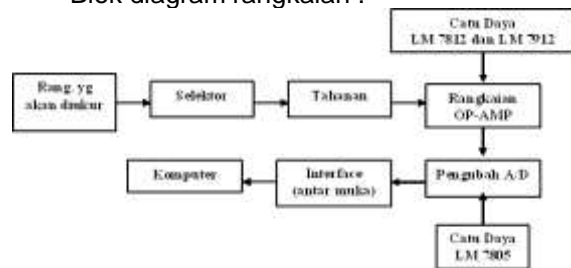 Blok diagram rangkaian :
Catu Daya
LM 7812 dan LM 7912
Rang. yg
akan diukur
Selektor
Tahanan
Rangkaian
OP-AMP
Komputer
Interface
(antar muka)
Pengubah A/D
Catu Daya
LM 7805